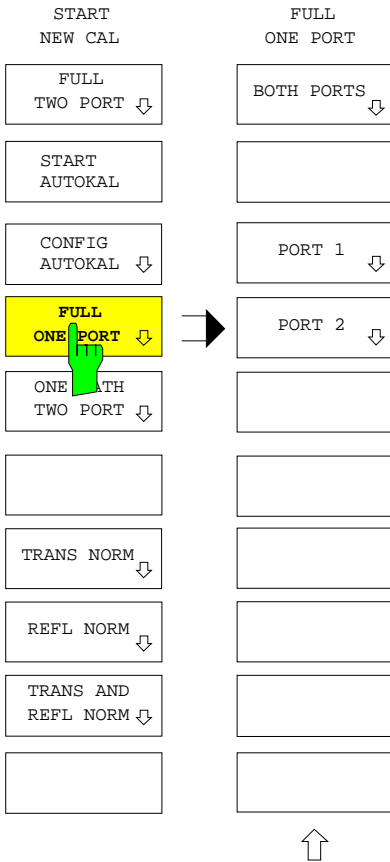 START
NEW CAL
FULL
TWO PORT
START
AUTOKAL
CONFIG
AUTOKAL
FULL
ONE PORT
ONE PATH
TWO PORT
TRANS NORM
REFL NORM
TRANS AND
REFL NORM
FULL
ONE PORT
BOTH PORTS
PORT 1
PORT 2